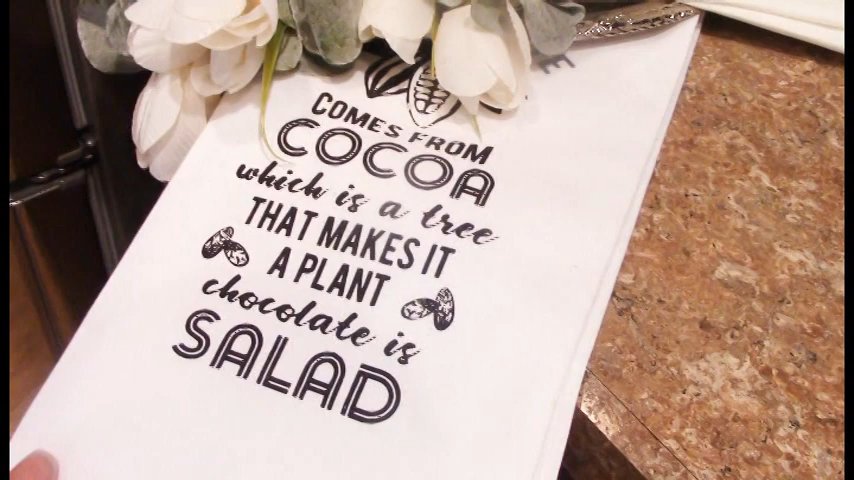 COMES FROM
COCOA
which is a tree
THAT MAKES IT
A PLANT
chocolate is
SALAD